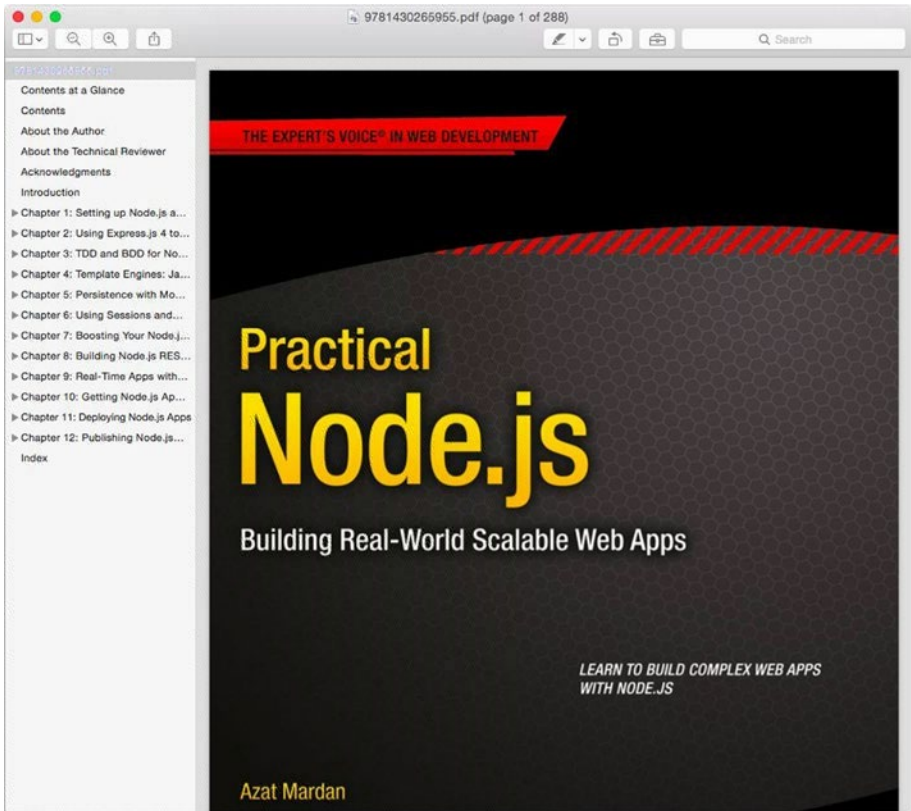 9781430265955.pdf (page 1 of 288)
Search
9781430265955.pdf
Contents at a Glance
Contents
About the Author
About the Technical Reviewer
Acknowledgments
Introduction
Chapter 1: Setting up Node.js a...
Chapter 2: Using Express.js 4 to...
Chapter 3: TDD and BDD for No...
Chapter 4: Template Engines: Ja...
Chapter 5: Persistence with Mo...
Chapter 6: Using Sessions and...
Chapter 7: Boosting Your Node.j...
Chapter 8: Building Node.js RES...
Chapter 9: Real-Time Apps with...
Chapter 10: Getting Node.js Ap...
Chapter 11: Deploying Node.js Apps
Chapter 12: Publishing Node.js...
Index
THE EXPERT'S VOICE® IN WEB DEVELOPMENT
Practical
Node.js
Building Real-World Scalable Web Apps
LEARN TO BUILD COMPLEX WEB APPS
WITH NODE.JS
Azat Mardan